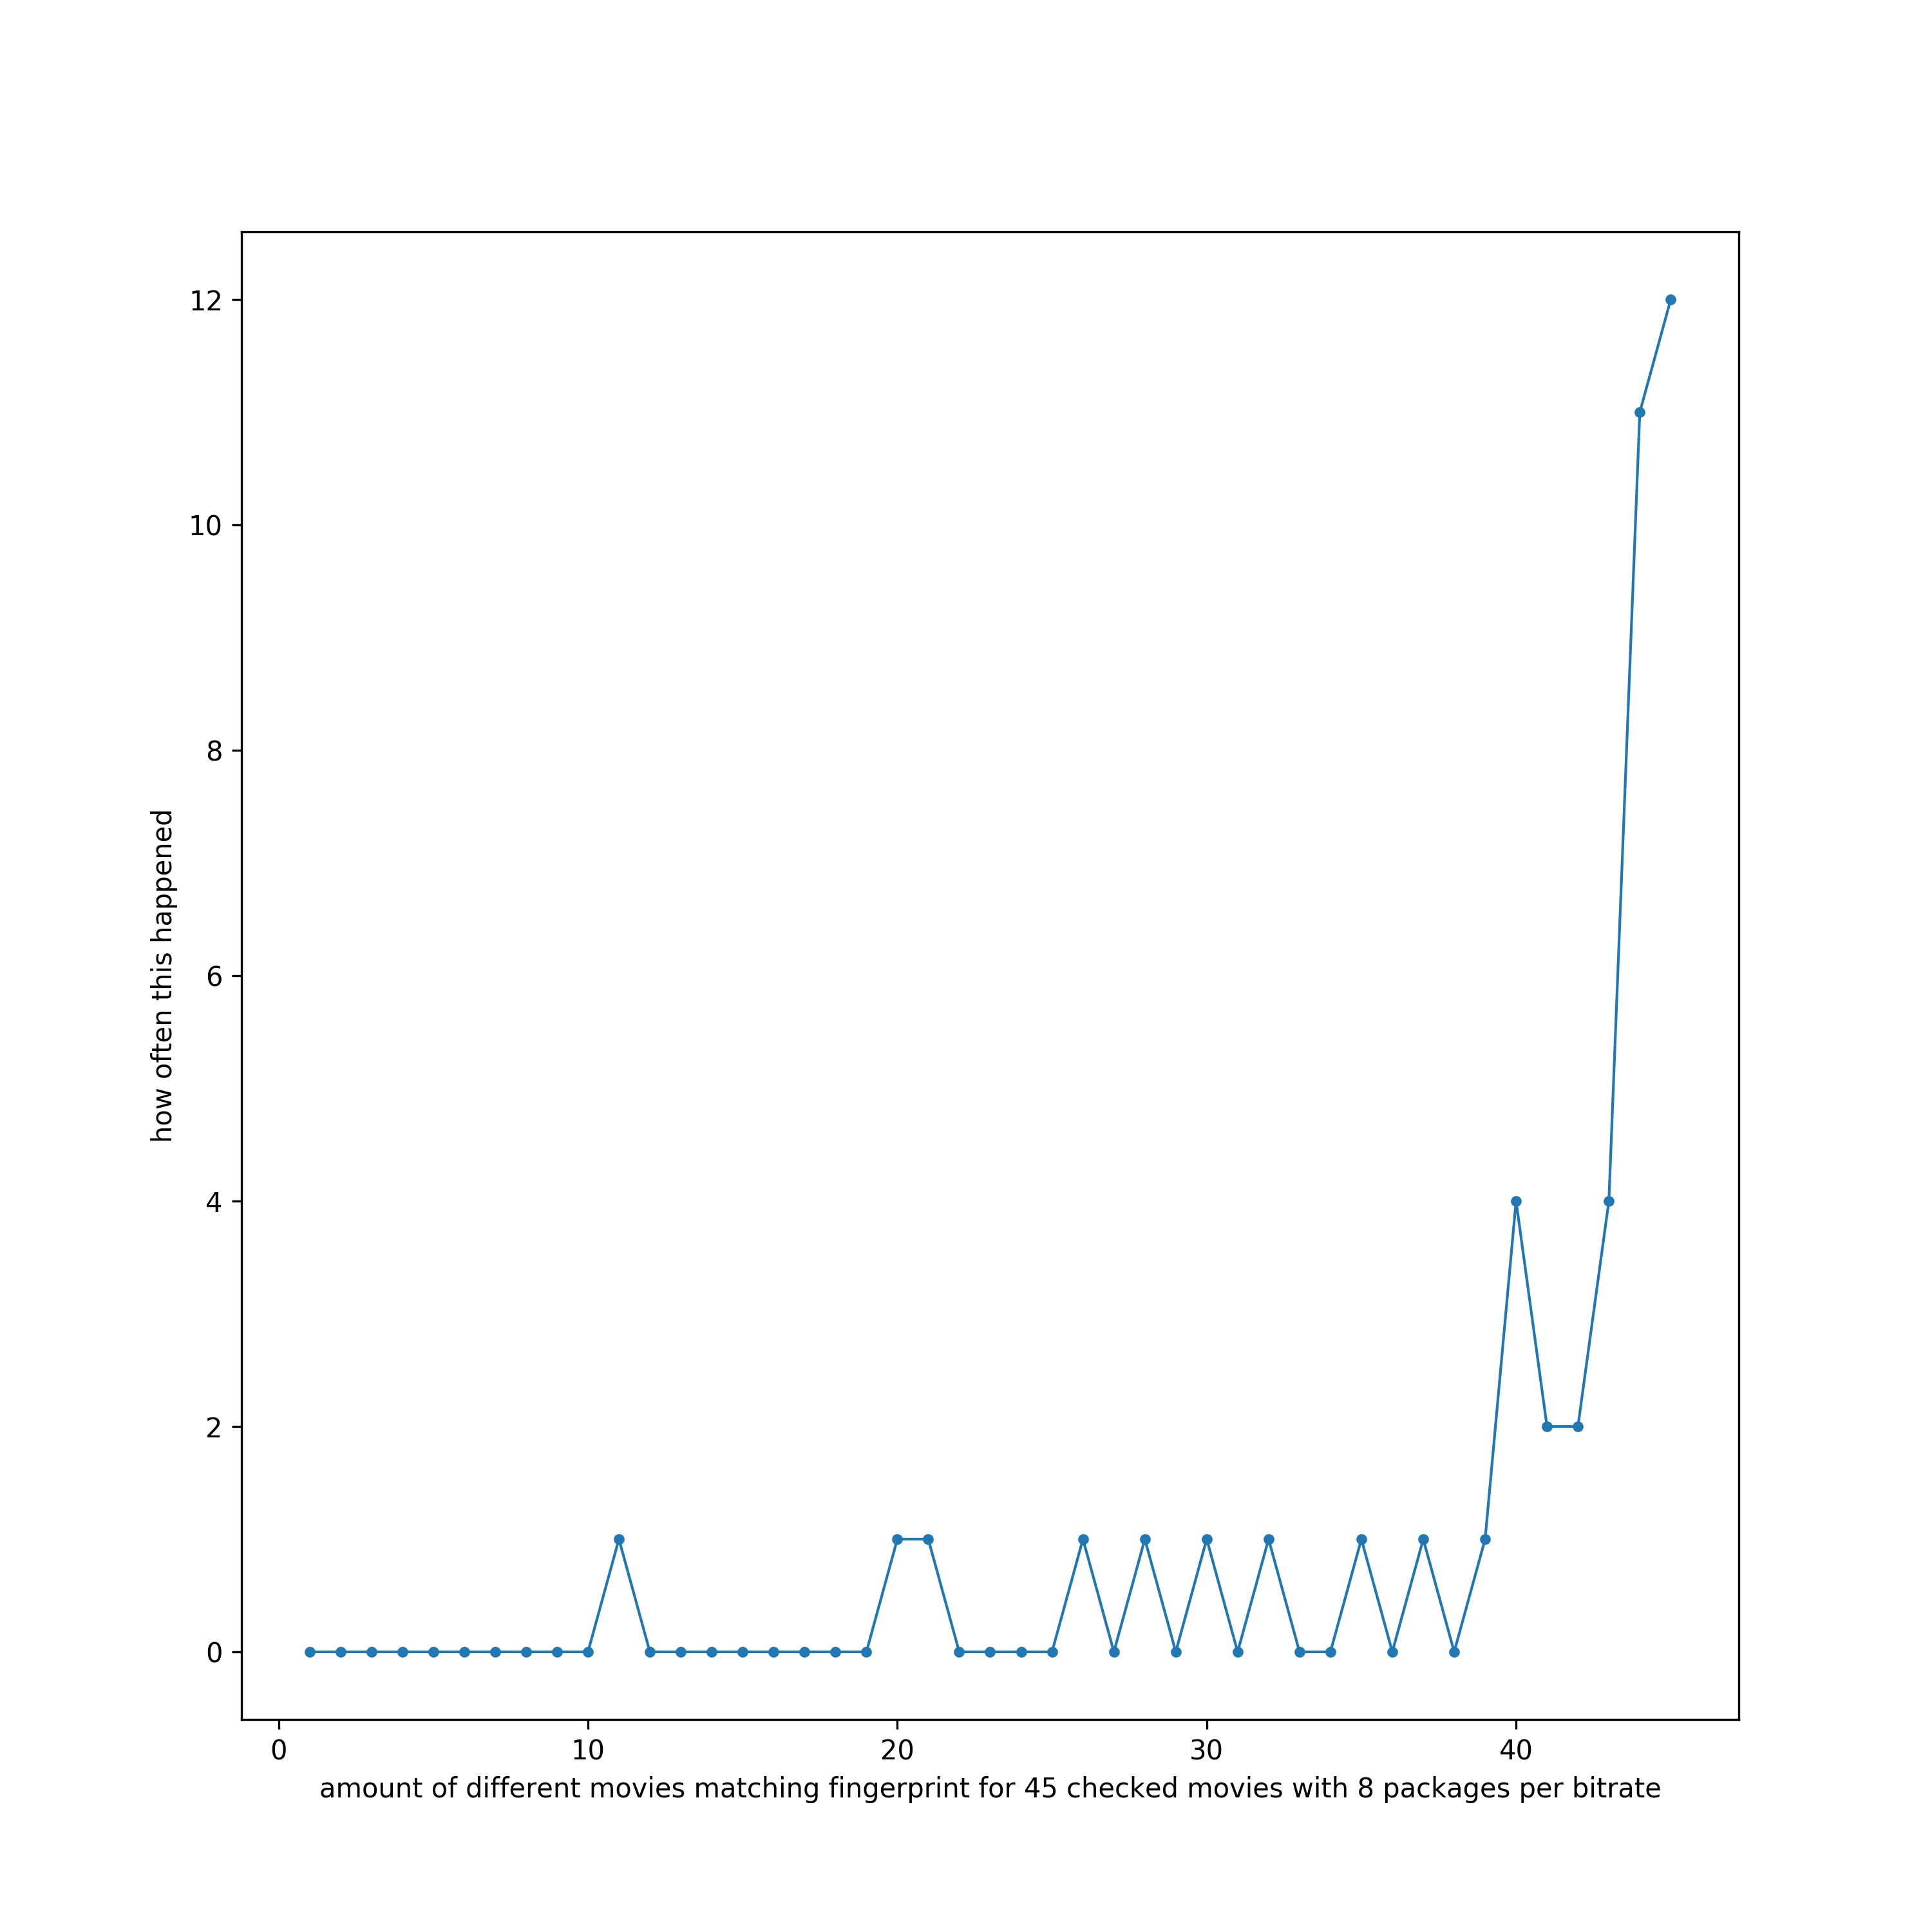 12
10
8
6
4
2
0
how often this happened
0 10 20 30 40
amount of different movies matching fingerprint for 45 checked movies with 8 packages per bitrate